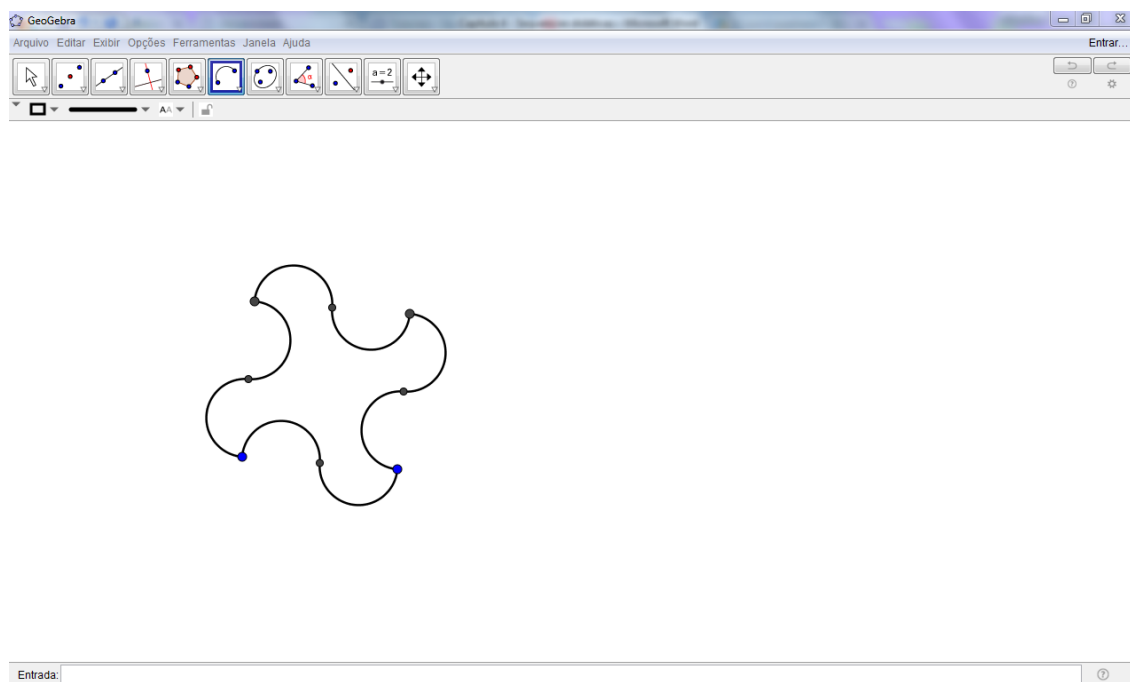 GeoGebra
Arquivo Editar Exibir Opções Ferramentas Janela Ajuda
Entrar...
α
a=2
AA
Entrada: